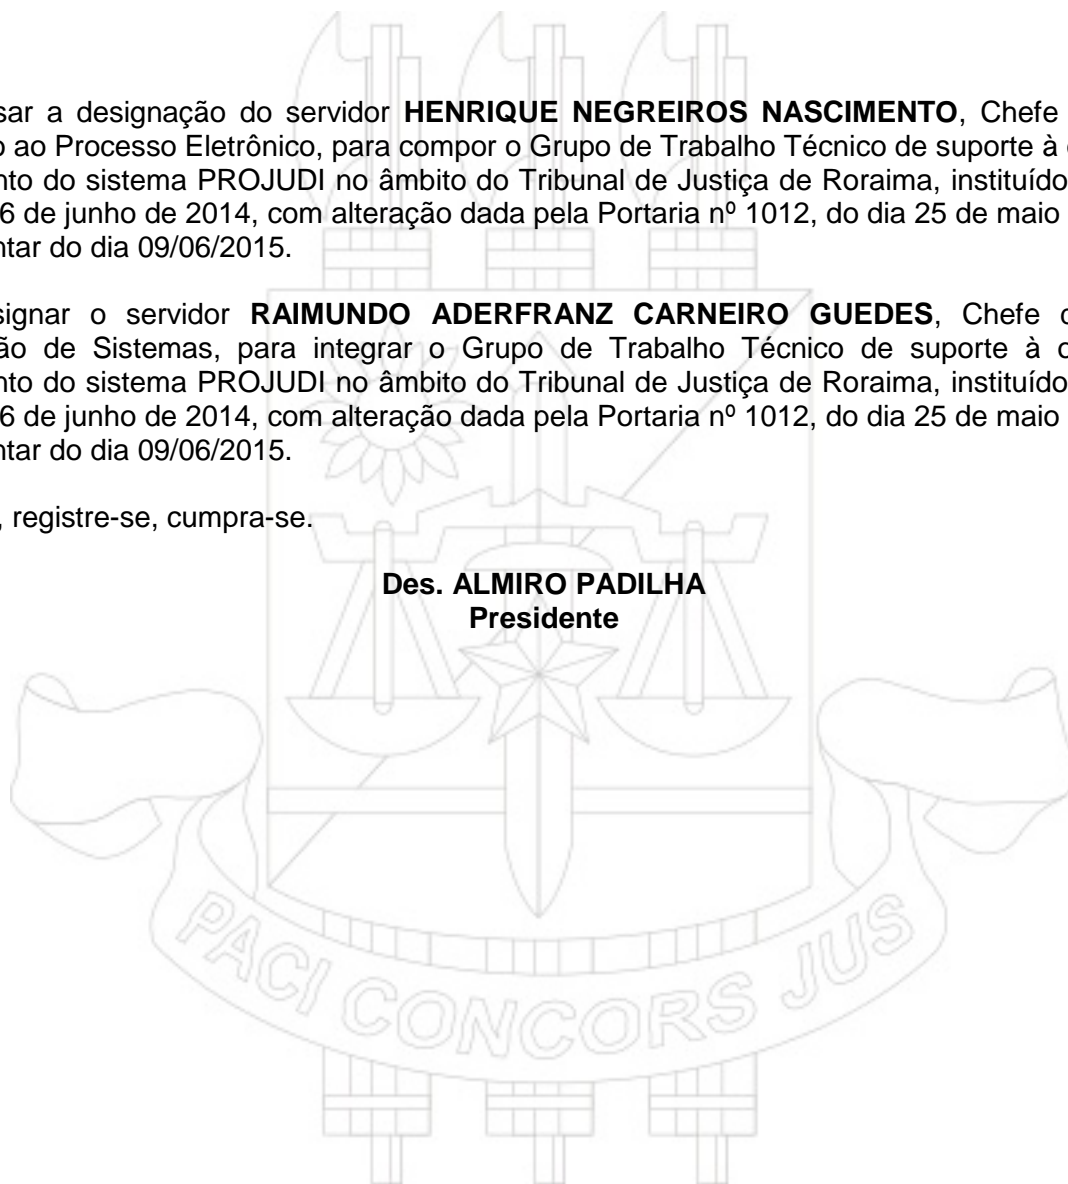 sar a designação do servidor HENRIQUE NEGREIROS NASCIMENTO, Chefe
o ao Processo Eletrônico, para compor o Grupo de Trabalho Técnico de suporte à
nto do sistema PROJUDI no âmbito do Tribunal de Justiça de Roraima, instituído
6 de junho de 2014, com alteração dada pela Portaria nº 1012, do dia 25 de maio
ntar do dia 09/06/2015.
signar o servidor RAIMUNDO ADERFRANZ CARNEIRO GUEDES, Chefe
ão de Sistemas, para integrar o Grupo de Trabalho Técnico de suporte à
nto do sistema PROJUDI no âmbito do Tribunal de Justiça de Roraima, instituído
6 de junho de 2014, com alteração dada pela Portaria nº 1012, do dia 25 de maio
ntar do dia 09/06/2015.
, registre-se, cumpra-se.
Des. ALMIRO PADILHA
Presidente
PACI CONCORS JUS